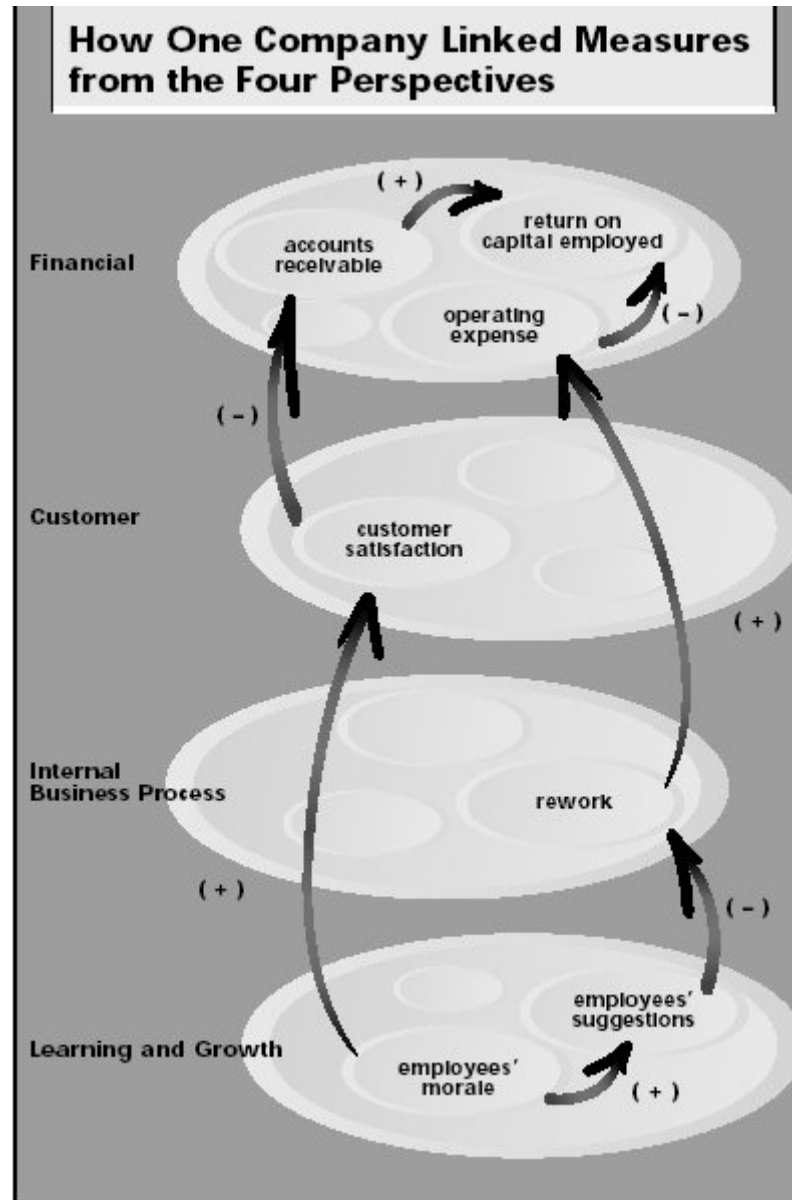 How One Company Linked Measures
from the Four Perspectives
Financial
accounts
receivable
( + )
return on
capital employed
operating
expense
( – )
( – )
Customer
customer
satisfaction
( + )
Internal
Business Process
rework
( + )
( – )
Learning and Growth
employees'
suggestions
employees'
morale
( + )